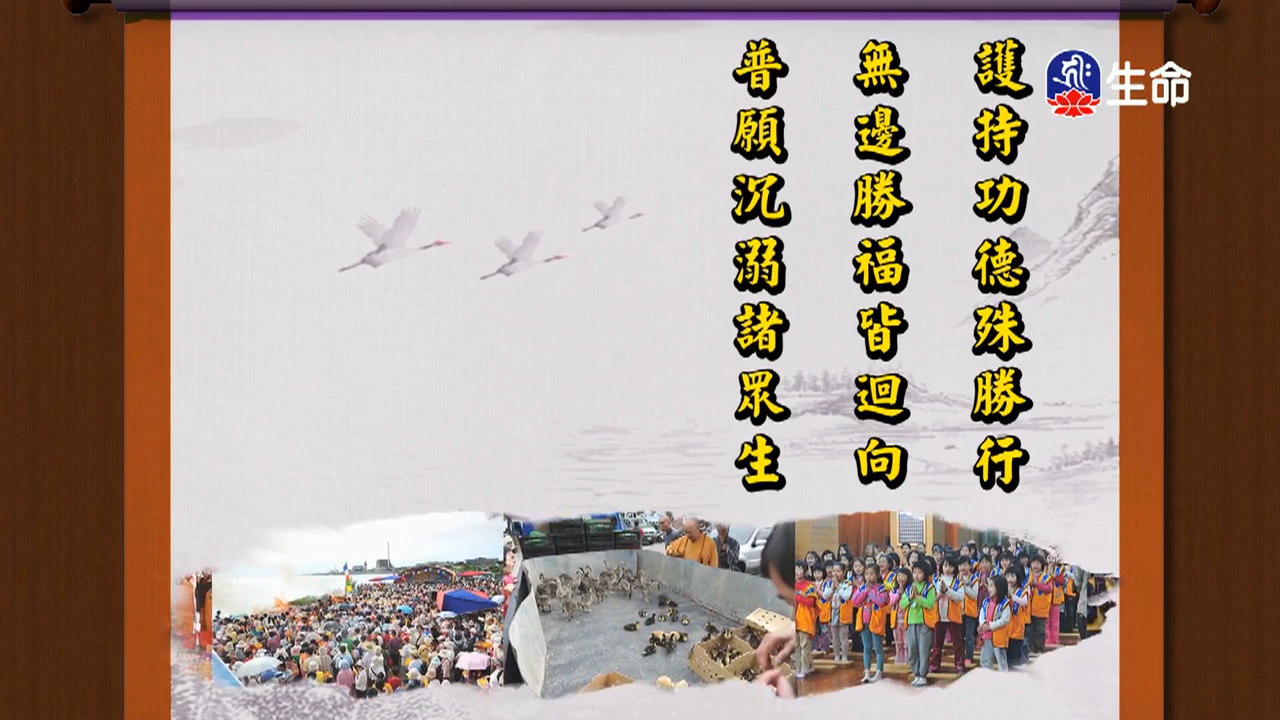 護持功德殊勝行
無邊勝福皆迴向
普願沉溺諸眾生
生命